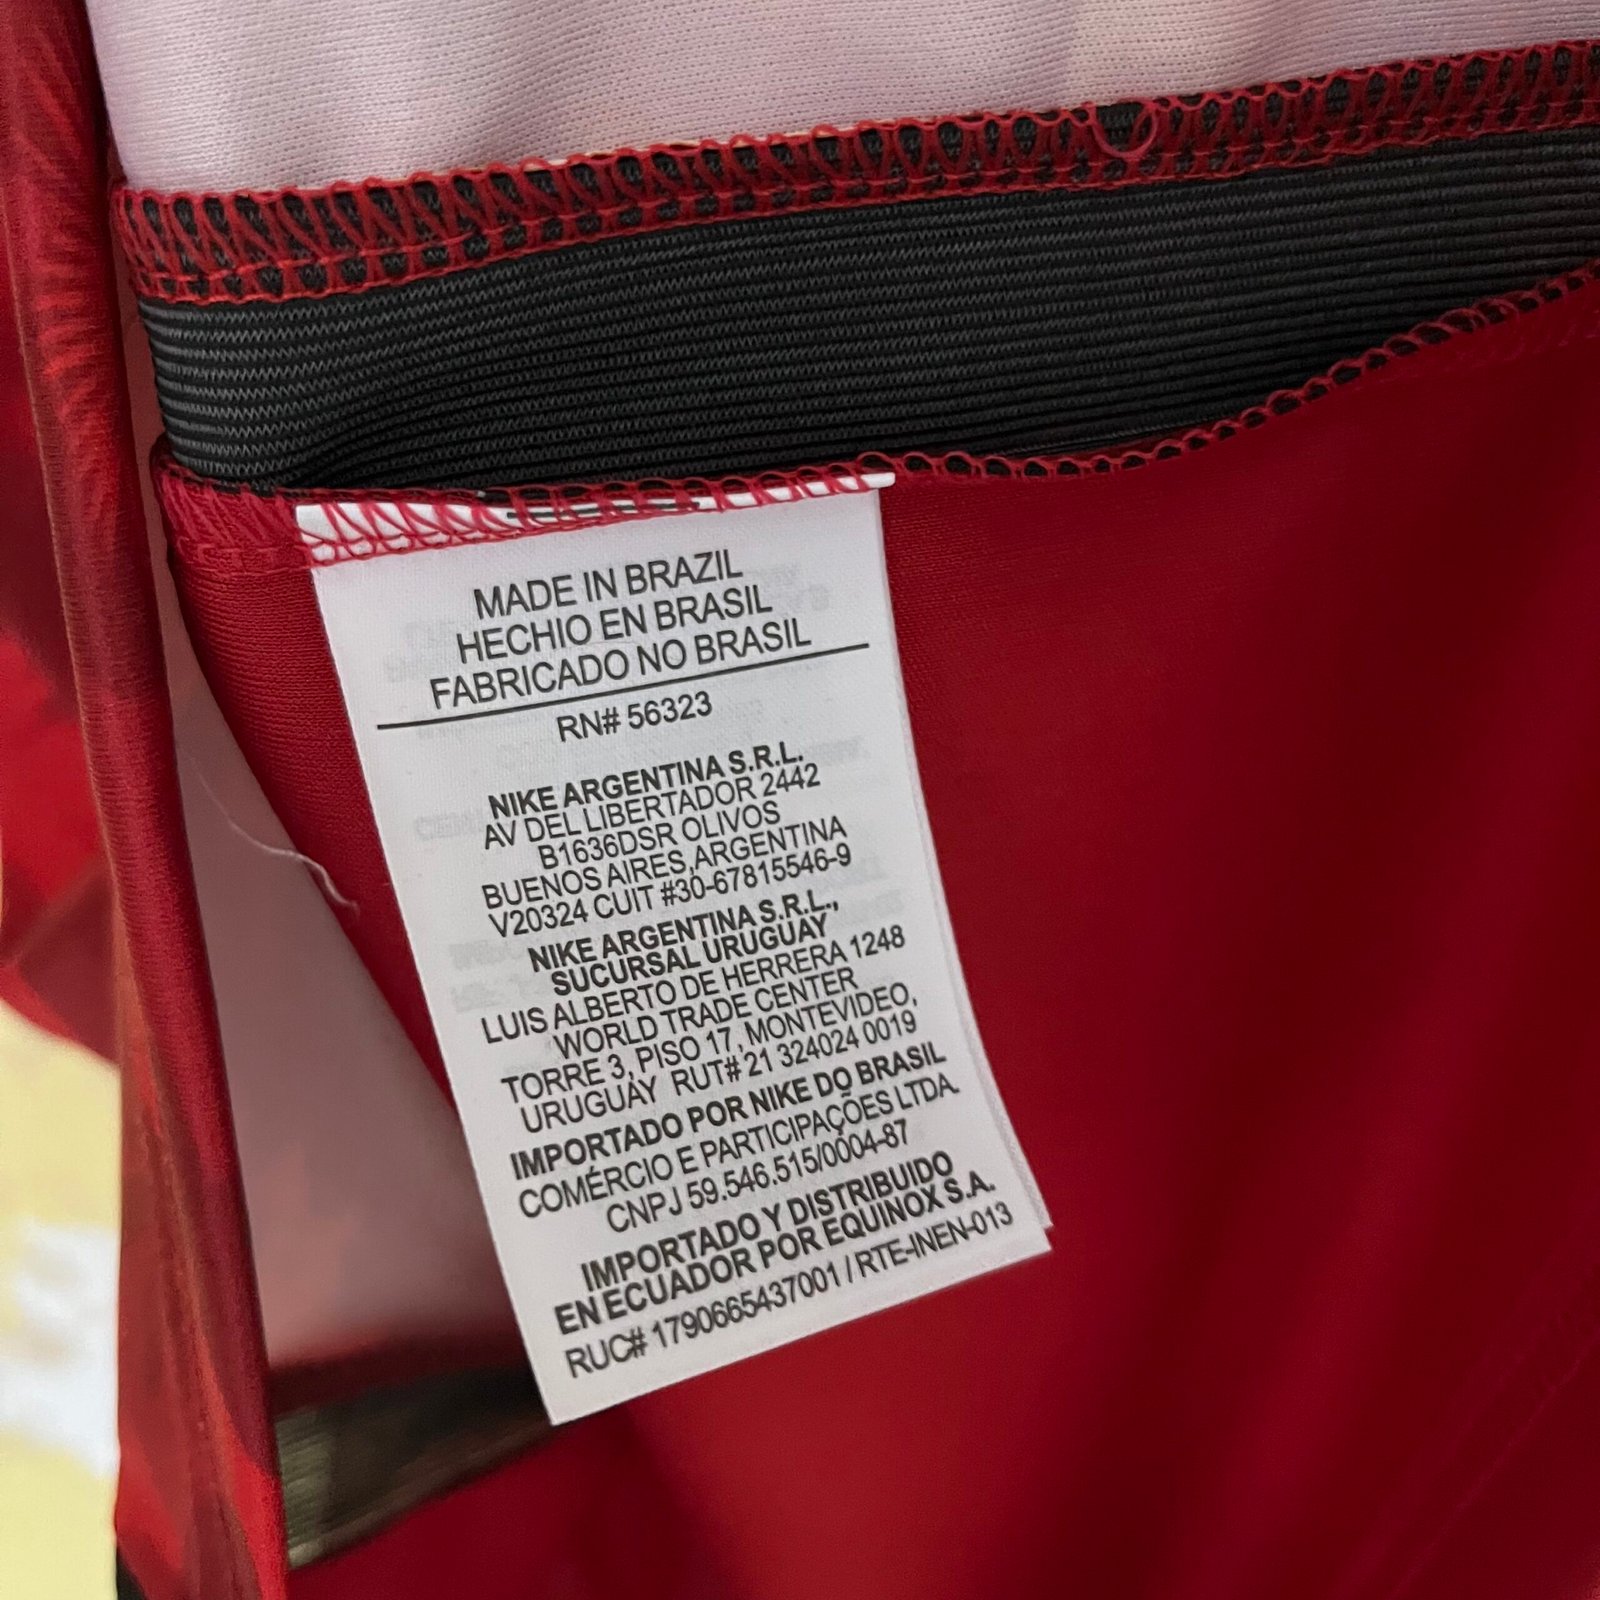 MADE IN BRAZIL
HECHIO EN BRASIL
FABRICADO NO BRASIL
RN# 56323
NIKE ARGENTINA S.R.L.
AV DEL LIBERTADOR 2442
B1636DSR OLIVOS
BUENOS AIRES,ARGENTINA
V20324 CUIT #30-67815546-9
NIKE ARGENTINA S.R.L.,
SUCURSAL URUGUAY
LUIS ALBERTO DE HERRERA 1248
WORLD TRADE CENTER
TORRE 3, PISO 17, MONTEVIDEO,
URUGUAY RUT# 21 324024 0019
IMPORTADO POR NIKE DO BRASIL
COMÉRCIO E PARTICIPAÇÕES LTDA.
CNPJ 59.546.515/0004-87
IMPORTADO Y DISTRIBUIDO
EN ECUADOR POR EQUINOX S.A.
RUC# 1790665437001 / RTE-INEN-013